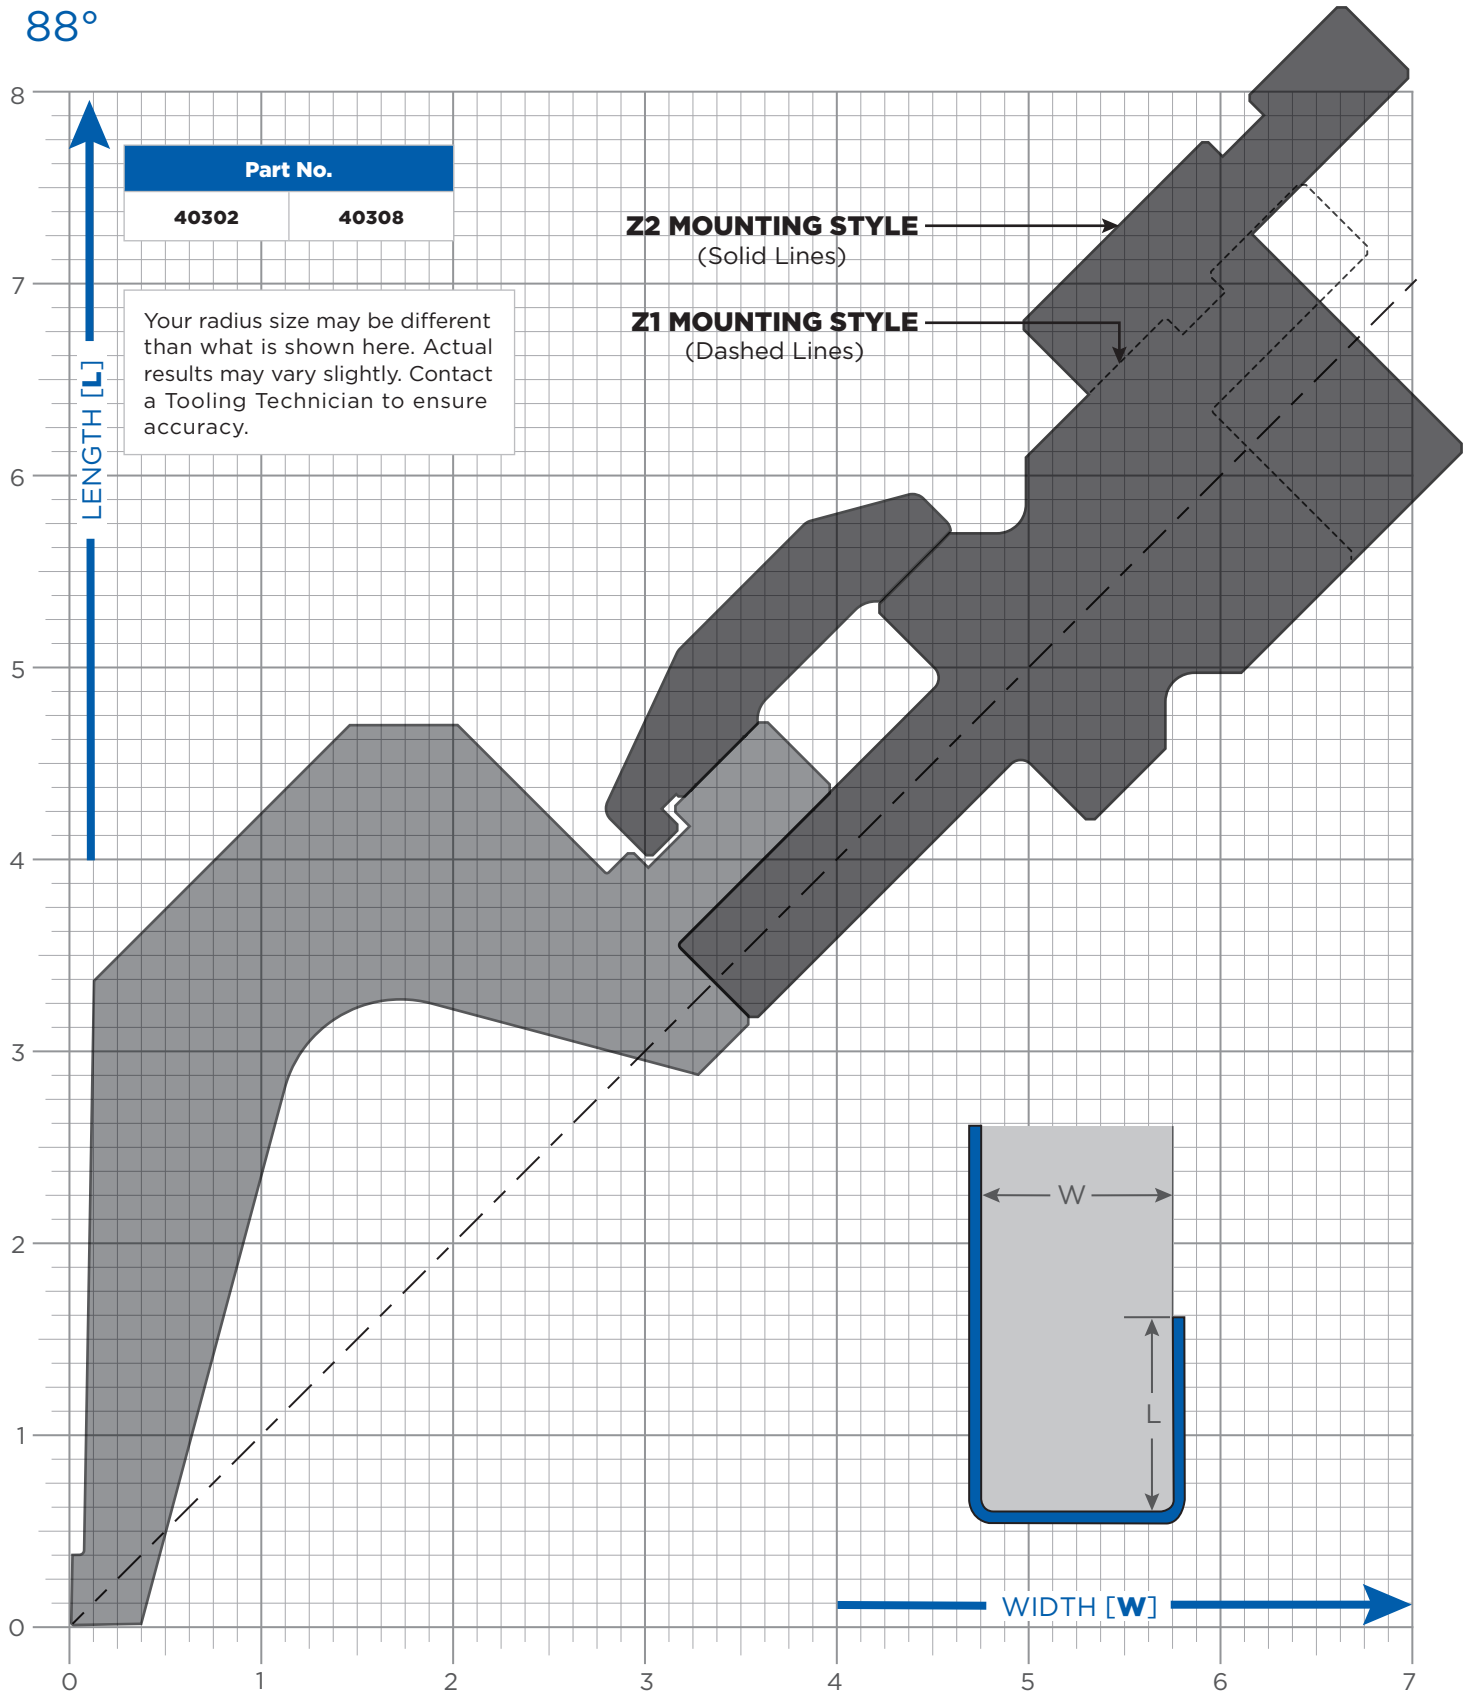 88°
Part No.
40302 40308
Your radius size may be different
than what is shown here. Actual
results may vary slightly. Contact
a Tooling Technician to ensure
accuracy.
Z2 MOUNTING STYLE
(Solid Lines)
Z1 MOUNTING STYLE
(Dashed Lines)
LENGTH [L]
8
7
6
5
4
3
2
1
0
W
L
WIDTH [W]
0 1 2 3 4 5 6 7